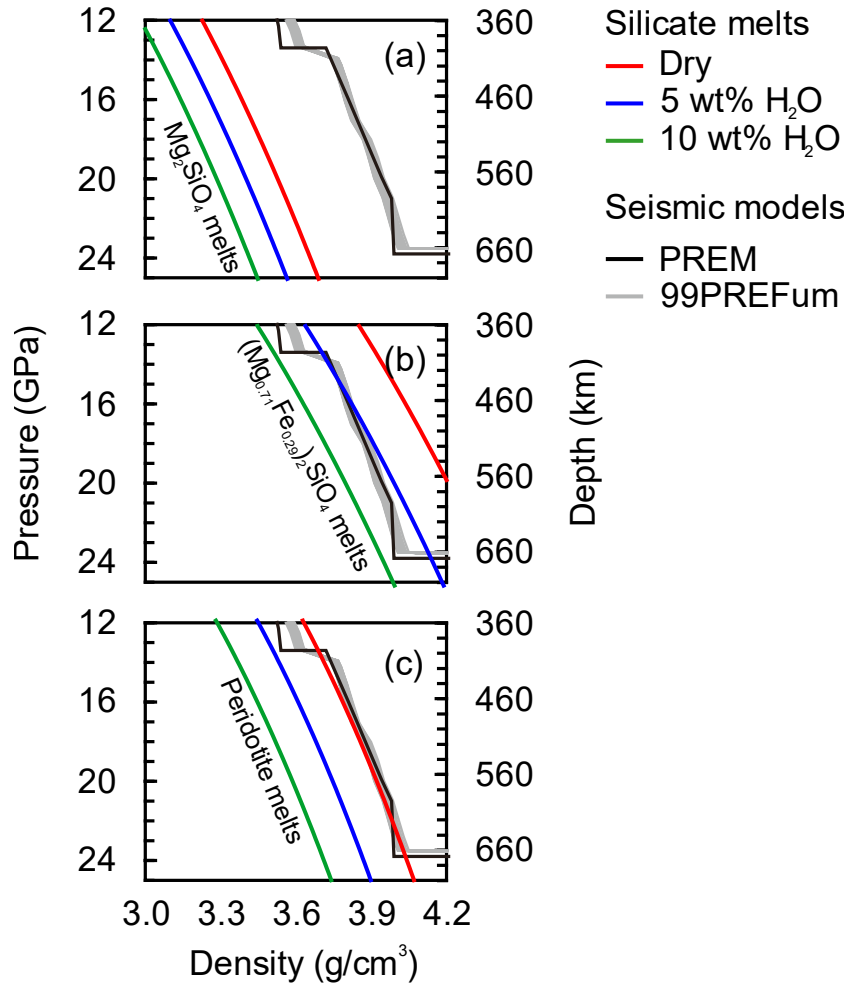 12
16
20
24
(a)
Mg₂SiO₄ melts
360
460
560
660
Silicate melts
Dry
5 wt% H₂O
10 wt% H₂O
Seismic models
PREM
99PREFum
12
16
20
24
(b)
(Mg₀.₇₁Fe₀.₂₉)₂SiO₄ melts
360
460
560
660
Pressure (GPa)
Depth (km)
12
16
20
24
(c)
Peridotite melts
360
460
560
660
3.0 3.3 3.6 3.9 4.2
Density (g/cm³)